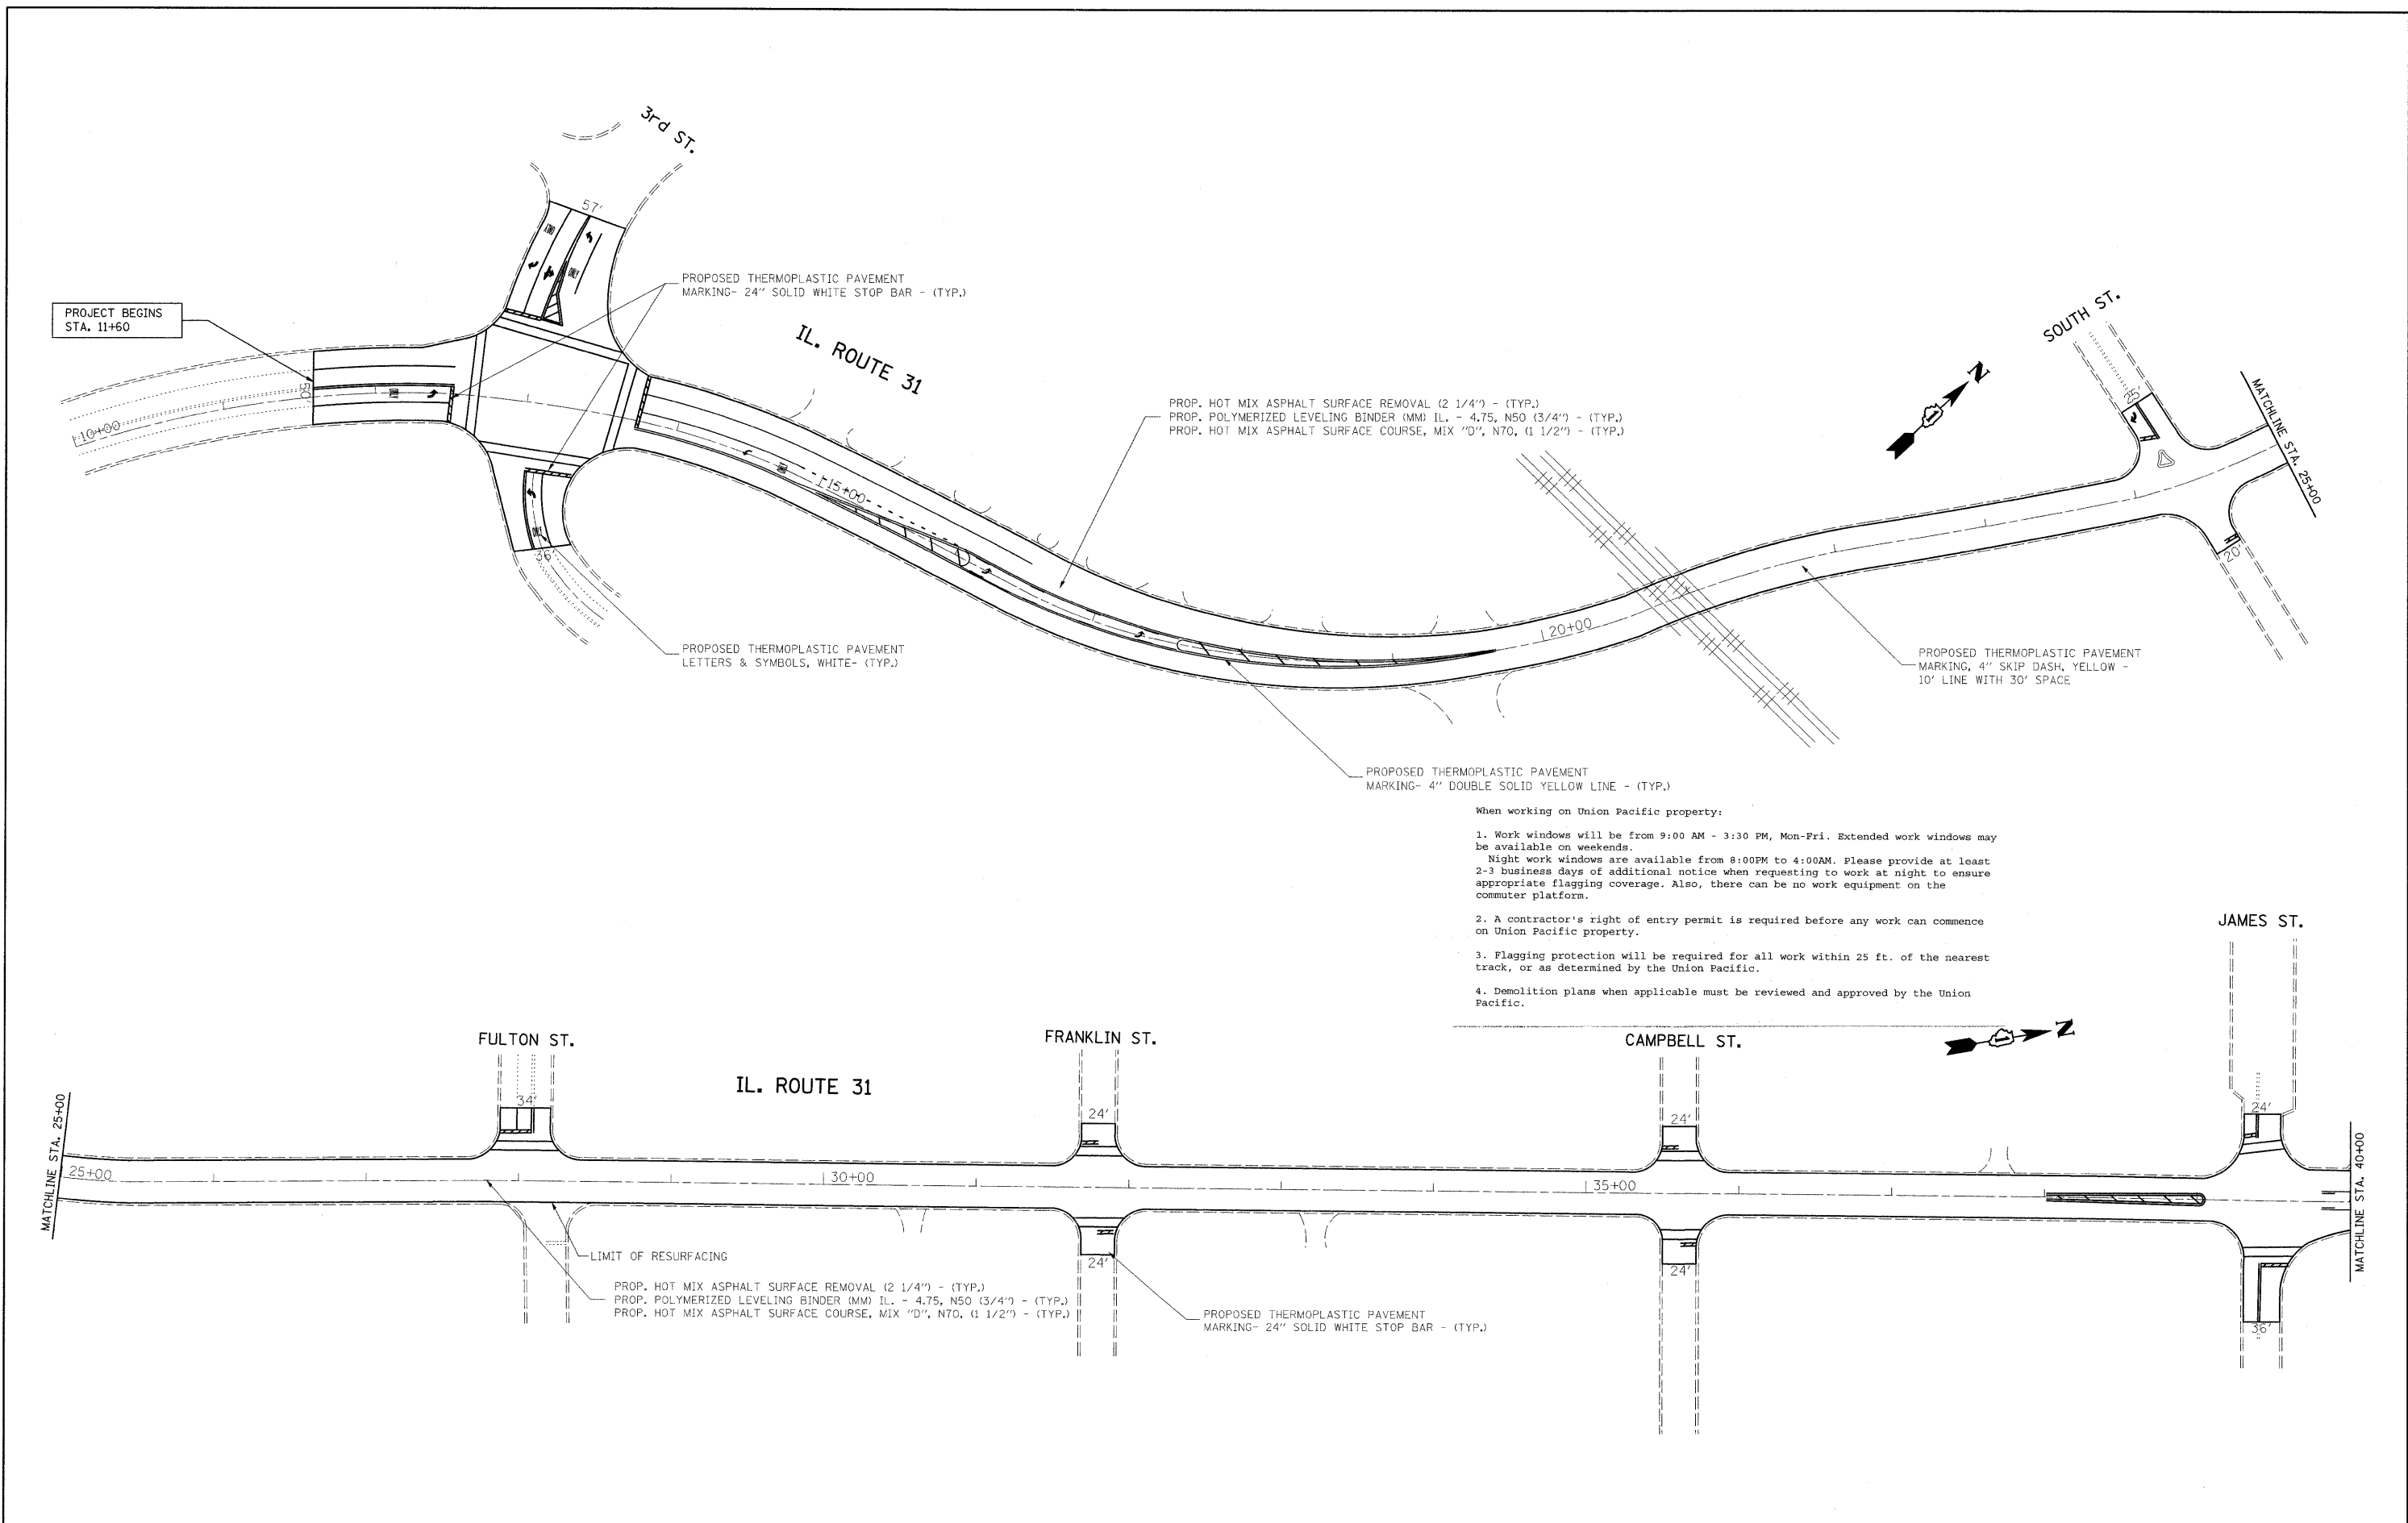 3rd ST.
57'
PROPOSED THERMOPLASTIC PAVEMENT
MARKING- 24" SOLID WHITE STOP BAR - (TYP.)
PROJECT BEGINS
STA. 11+60
IL. ROUTE 31
SOUTH ST.
N
50'
ONLY
10+00
PROP. HOT MIX ASPHALT SURFACE REMOVAL (2 1/4") - (TYP.)
PROP. POLYMERIZED LEVELING BINDER (MM) IL. - 4.75, N50 (3/4") - (TYP.)
PROP. HOT MIX ASPHALT SURFACE COURSE, MIX "D", N70, (1 1/2") - (TYP.)
25'
MATCHLINE STA. 25+00
15+00
36'
20'
20+00
PROPOSED THERMOPLASTIC PAVEMENT
LETTERS & SYMBOLS, WHITE- (TYP.)
PROPOSED THERMOPLASTIC PAVEMENT
MARKING, 4" SKIP DASH, YELLOW -
10' LINE WITH 30' SPACE
PROPOSED THERMOPLASTIC PAVEMENT
MARKING- 4" DOUBLE SOLID YELLOW LINE - (TYP.)
When working on Union Pacific property:
1. Work windows will be from 9:00 AM - 3:30 PM, Mon-Fri. Extended work windows may
be available on weekends.
Night work windows are available from 8:00PM to 4:00AM. Please provide at least
2-3 business days of additional notice when requesting to work at night to ensure
appropriate flagging coverage. Also, there can be no work equipment on the
commuter platform.
2. A contractor's right of entry permit is required before any work can commence
on Union Pacific property.
3. Flagging protection will be required for all work within 25 ft. of the nearest
track, or as determined by the Union Pacific.
4. Demolition plans when applicable must be reviewed and approved by the Union
Pacific.
JAMES ST.
FULTON ST.
FRANKLIN ST.
CAMPBELL ST.
N
IL. ROUTE 31
34'
24'
24'
24'
MATCHLINE STA. 25+00
25+00
30+00
35+00
MATCHLINE STA. 40+00
LIMIT OF RESURFACING
24'
24'
36'
PROP. HOT MIX ASPHALT SURFACE REMOVAL (2 1/4") - (TYP.)
PROP. POLYMERIZED LEVELING BINDER (MM) IL. - 4.75, N50 (3/4") - (TYP.)
PROP. HOT MIX ASPHALT SURFACE COURSE, MIX "D", N70, (1 1/2") - (TYP.)
PROPOSED THERMOPLASTIC PAVEMENT
MARKING- 24" SOLID WHITE STOP BAR - (TYP.)